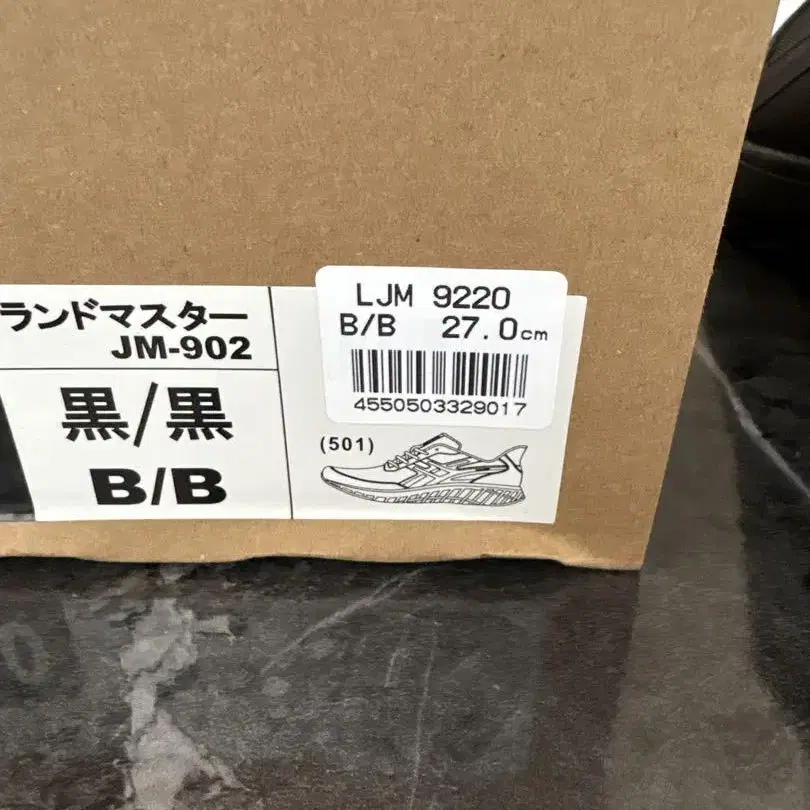 ランドマスター
JM-902
黒/黒
B/B
LJM 9220
B/B 27.0cm
4550503329017
(501)